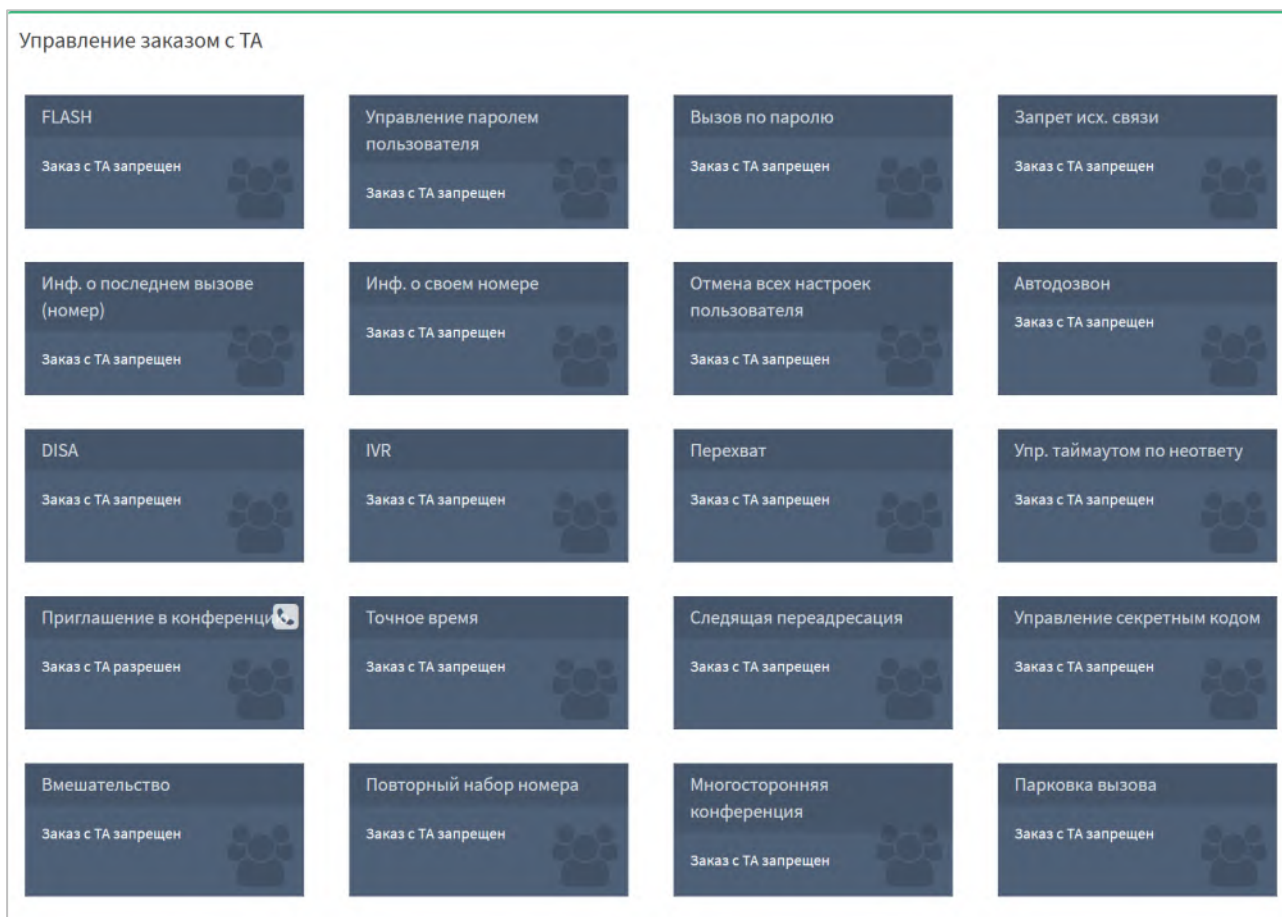 Управление заказом с ТА
FLASH
Заказ с ТА запрещен
Управление паролем
пользователя
Заказ с ТА запрещен
Вызов по паролю
Заказ с ТА запрещен
Запрет исх. связи
Заказ с ТА запрещен
Инф. о последнем вызове
(номер)
Заказ с ТА запрещен
Инф. о своем номере
Заказ с ТА запрещен
Отмена всех настроек
пользователя
Заказ с ТА запрещен
Автодозвон
Заказ с ТА запрещен
DISA
Заказ с ТА запрещен
IVR
Заказ с ТА запрещен
Перехват
Заказ с ТА запрещен
Упр. таймаутом по неответу
Заказ с ТА запрещен
Приглашение в
Заказ с ТА разрешен
Точное время
Заказ с ТА запрещен
Следящая переадресация
Заказ с ТА запрещен
Управление секретным кодом
Заказ с ТА запрещен
Вмешательство
Заказ с ТА запрещен
Повторный набор номера
Заказ с ТА запрещен
Многосторонняя
конференция
Заказ с ТА запрещен
Парковка вызова
Заказ с ТА запрещен